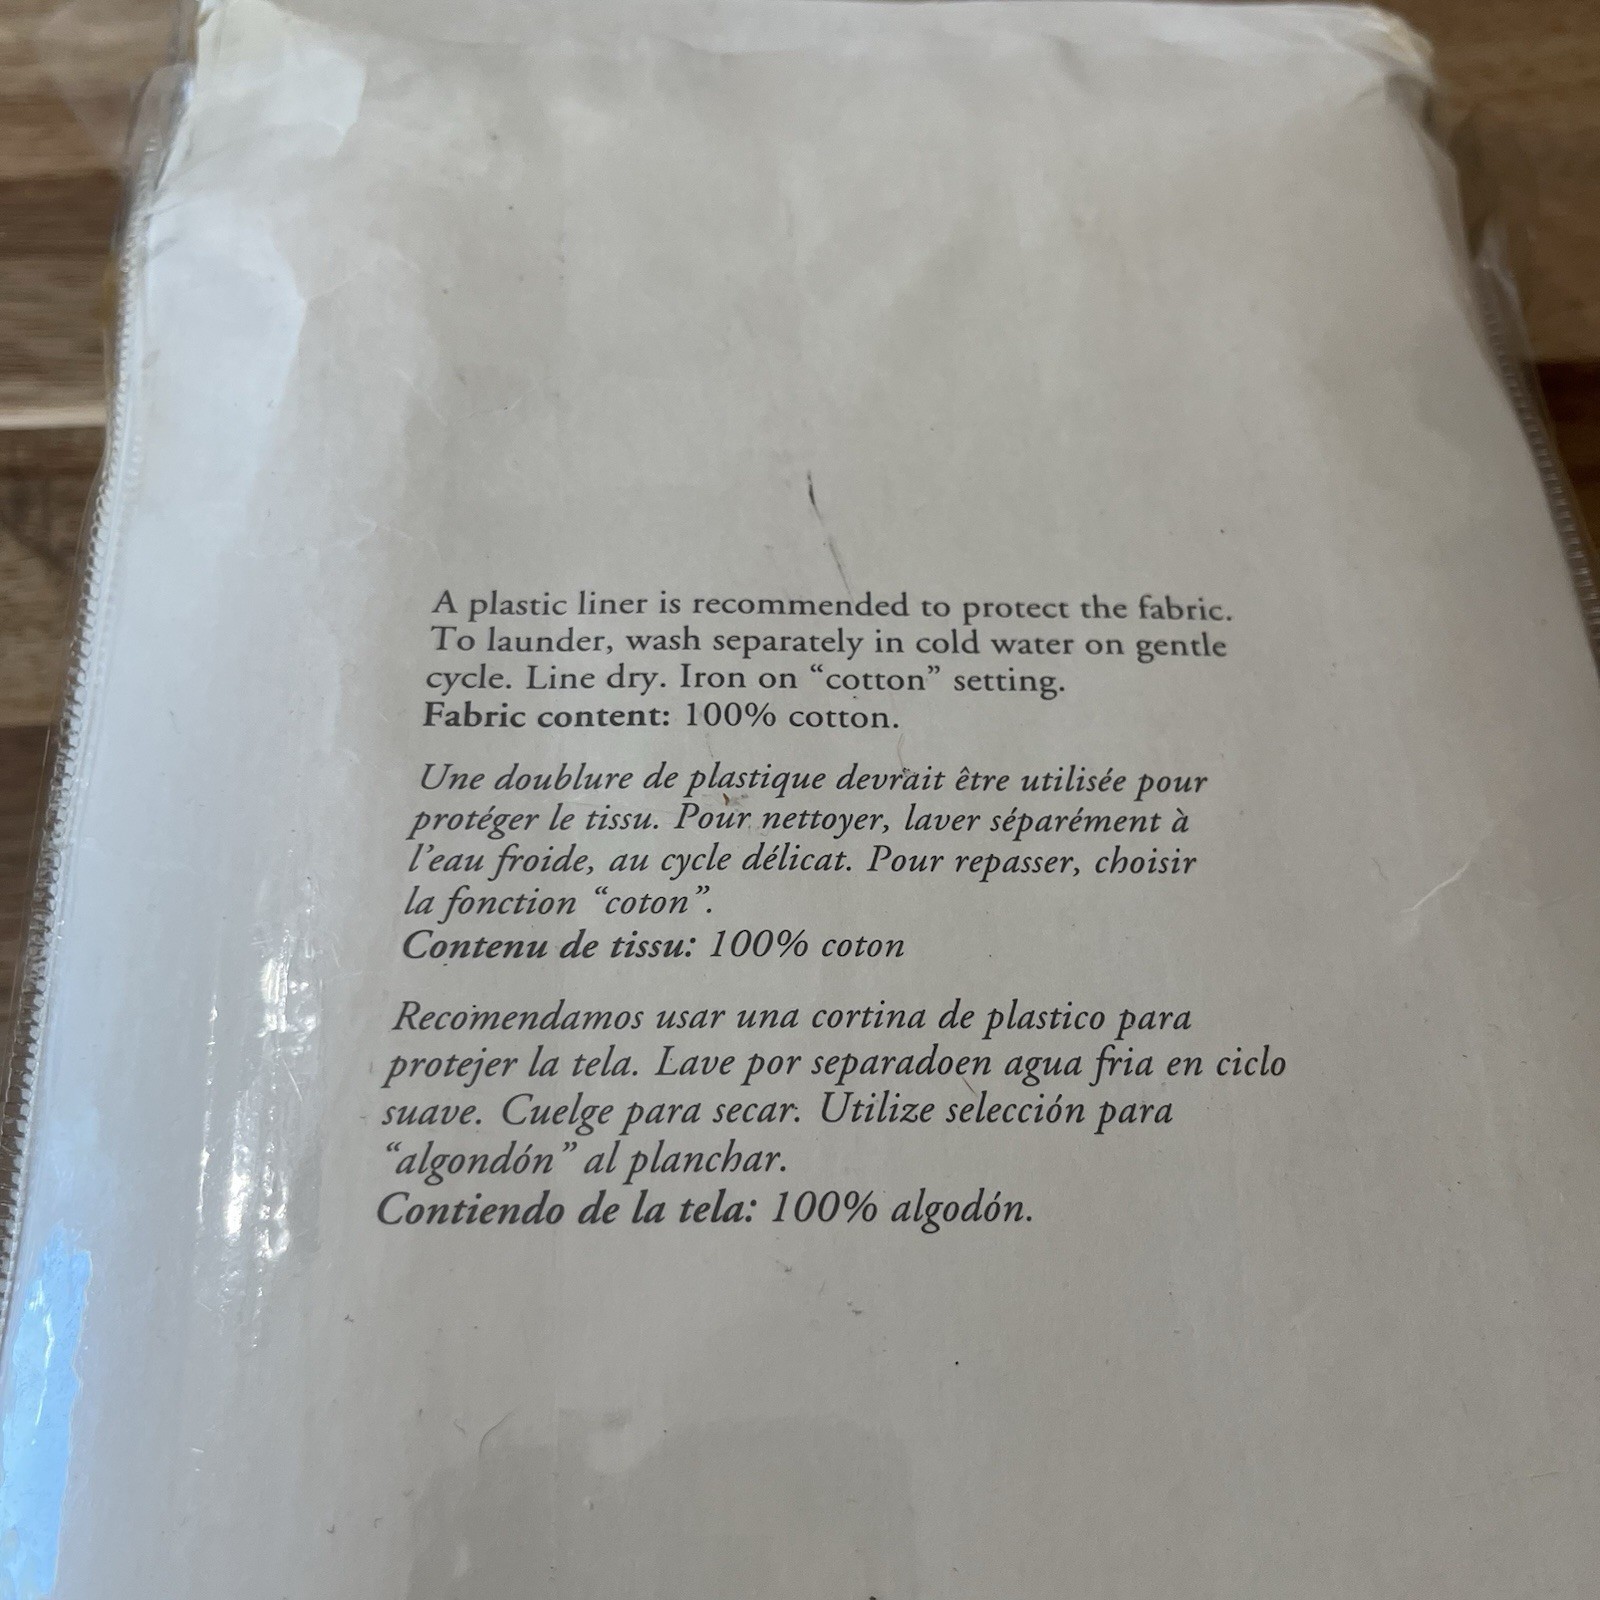 A plastic liner is recommended to protect the fabric.
To launder, wash separately in cold water on gentle
cycle. Line dry. Iron on “cotton” setting.
Fabric content: 100% cotton.
Une doublure de plastique devrait être utilisée pour
protéger le tissu. Pour nettoyer, laver séparément à
l’eau froide, au cycle délicat. Pour repasser, choisir
la fonction “coton”.
Contenu de tissu: 100% coton
Recomendamos usar una cortina de plastico para
protejer la tela. Lave por separadoen agua fria en ciclo
suave. Cuelge para secar. Utilize selección para
“algondón” al planchar.
Contiendo de la tela: 100% algodón.